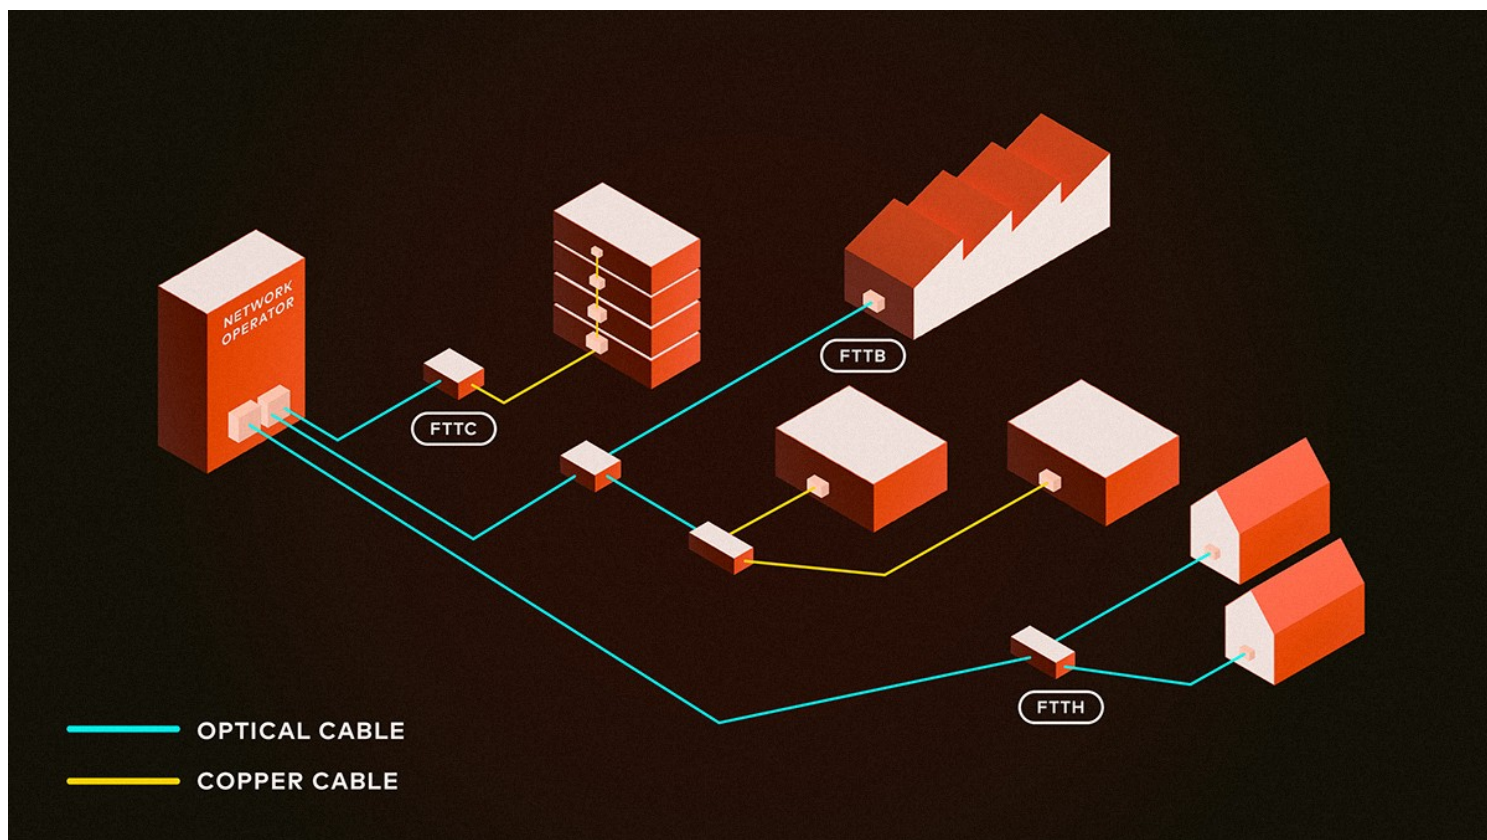 NETWORK
OPERATOR
FTTB
FTTC
FTTH
OPTICAL CABLE
COPPER CABLE